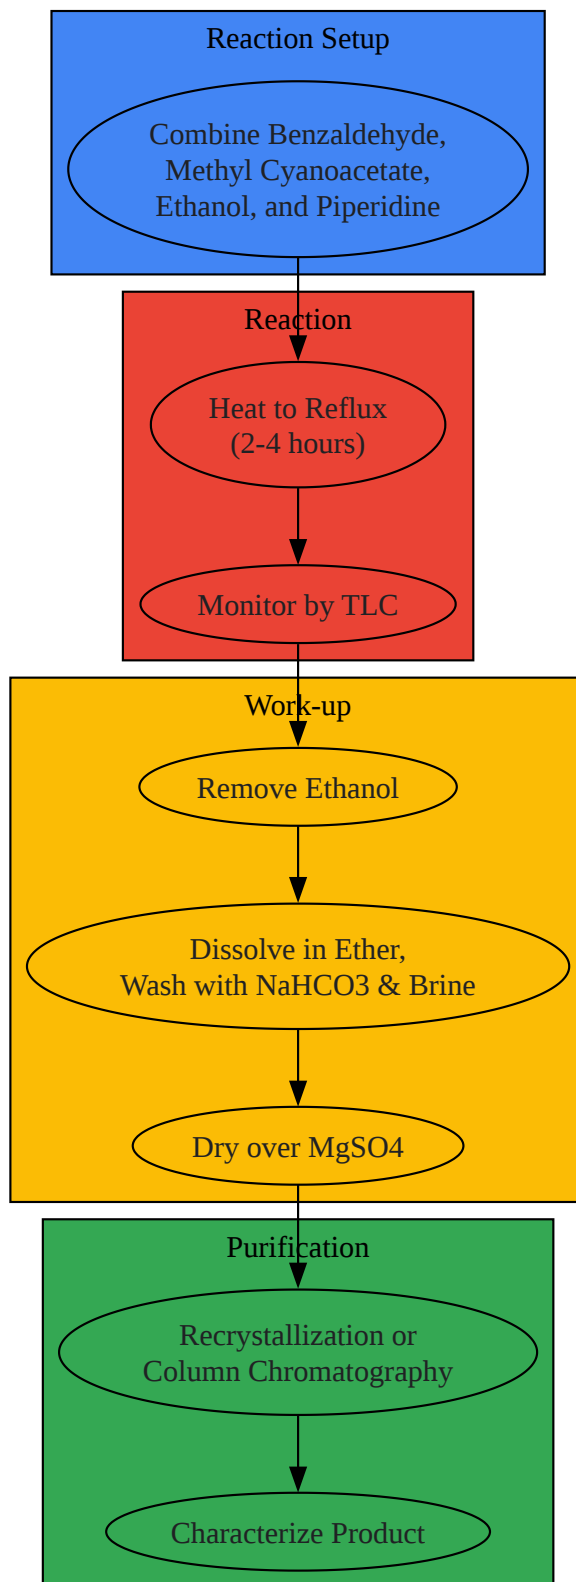 Reaction Setup
Combine Benzaldehyde,
Methyl Cyanoacetate,
Ethanol, and Piperidine
Reaction
Heat to Reflux
(2-4 hours)
Monitor by TLC
Work-up
Remove Ethanol
Dissolve in Ether,
Wash with NaHCO3 & Brine
Dry over MgSO4
Purification
Recrystallization or
Column Chromatography
Characterize Product